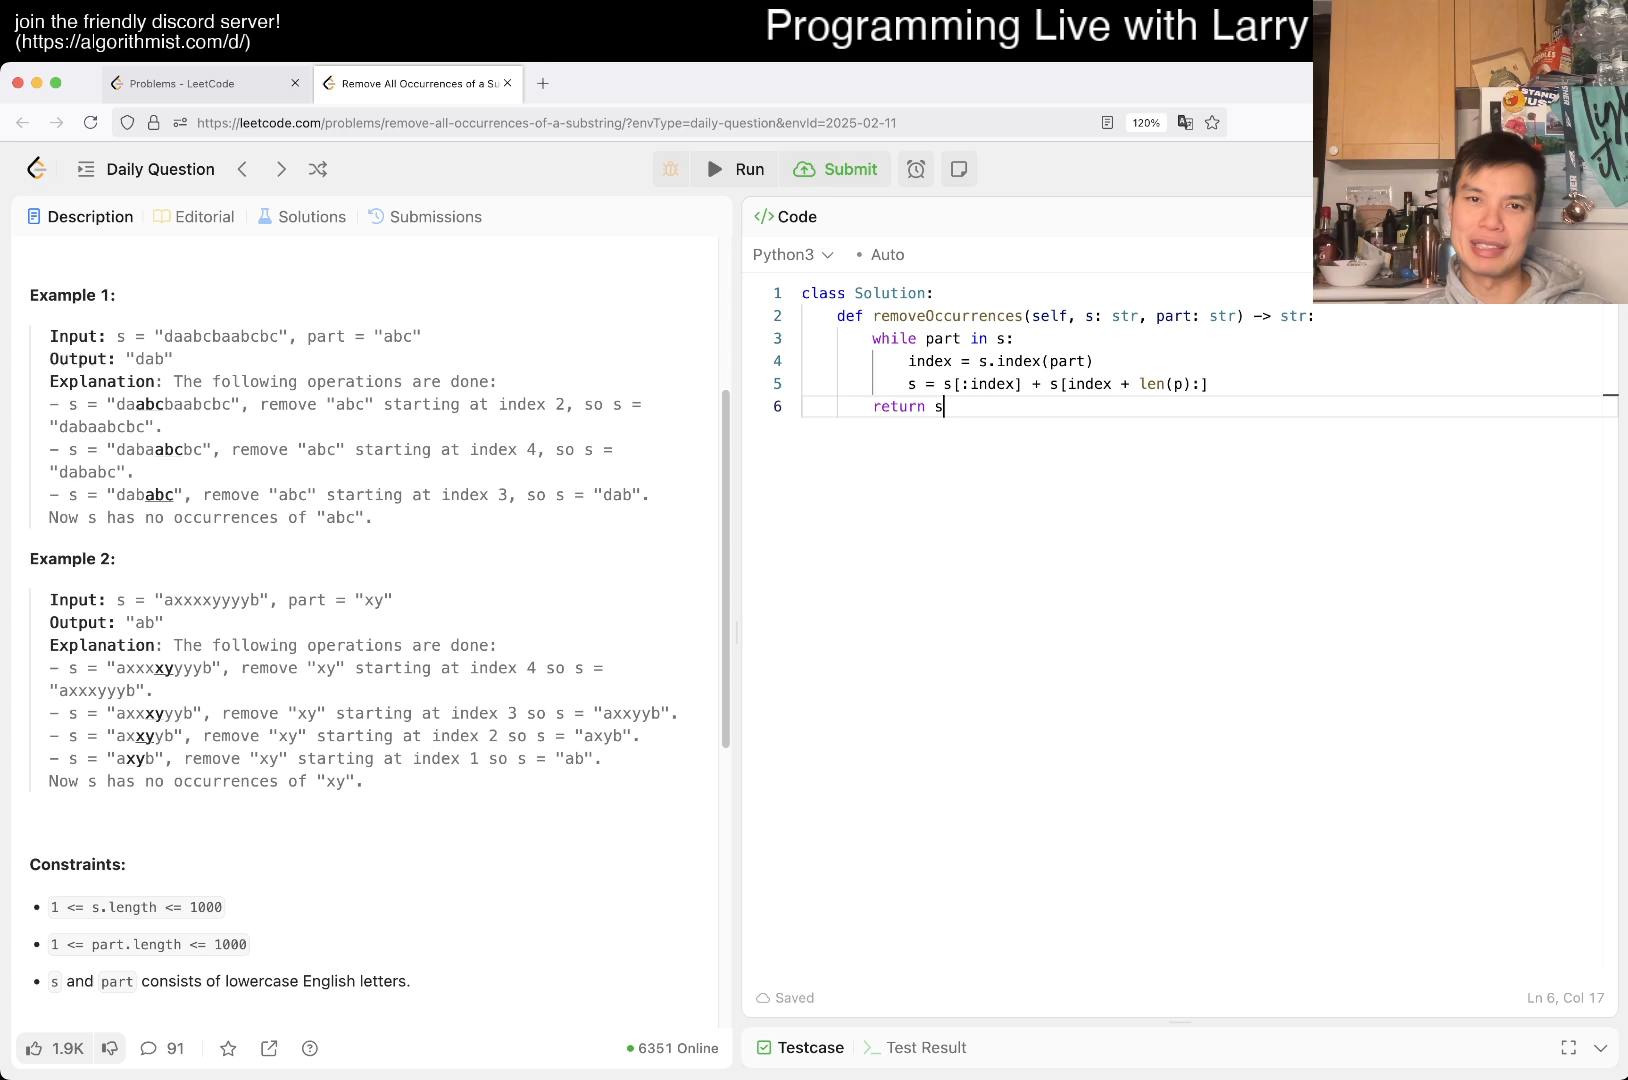 join the friendly discord server!
(https://algorithmist.com/d/)
Programming Live with Larry
Problems - LeetCode
Remove All Occurrences of a Su
https://leetcode.com/problems/remove-all-occurrences-of-a-substring/?envType=daily-question&envId=2025-02-11
120%
Daily Question
Run
Submit
Description
Editorial
Solutions
Submissions
Example 1:
Input: s = "daabcbaabcbc", part = "abc"
Output: "dab"
Explanation: The following operations are done:
- s = "daabcbaabcbc", remove "abc" starting at index 2, so s =
"dabaabcbc".
- s = "dabaabcbc", remove "abc" starting at index 4, so s =
"dababc".
- s = "dababc", remove "abc" starting at index 3, so s = "dab".
Now s has no occurrences of "abc".
Example 2:
Input: s = "axxxxyyyyb", part = "xy"
Output: "ab"
Explanation: The following operations are done:
- s = "axxxxyyyyb", remove "xy" starting at index 4 so s =
"axxxyyyb".
- s = "axxxyyyb", remove "xy" starting at index 3 so s = "axxyyb".
- s = "axxyyb", remove "xy" starting at index 2 so s = "axyb".
- s = "axyb", remove "xy" starting at index 1 so s = "ab".
Now s has no occurrences of "xy".
Constraints:
• 1 <= s.length <= 1000
• 1 <= part.length <= 1000
• s and part consists of lowercase English letters.
1.9K
91
6351 Online
</> Code
Python3
• Auto
1 class Solution:
2 def removeOccurrences(self, s: str, part: str) -> str:
3 while part in s:
4 index = s.index(part)
5 s = s[:index] + s[index + len(p):]
6 return s
Saved
Ln 6, Col 17
Testcase
Test Result
STAND
US